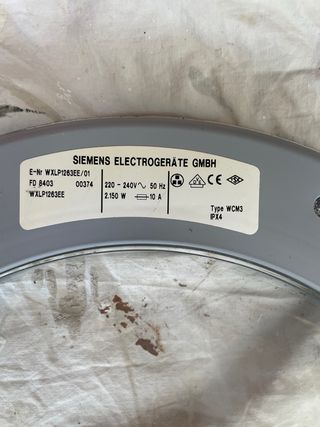 SIEMENS ELECTROGERÄTE GMBH
E-Nr WXLP1263EE/01
FD 8403 00374
WXLP1263EE
220 - 240V ∿ 50 Hz
2.150 W 10 A
CE
Type WCM3
IPX4